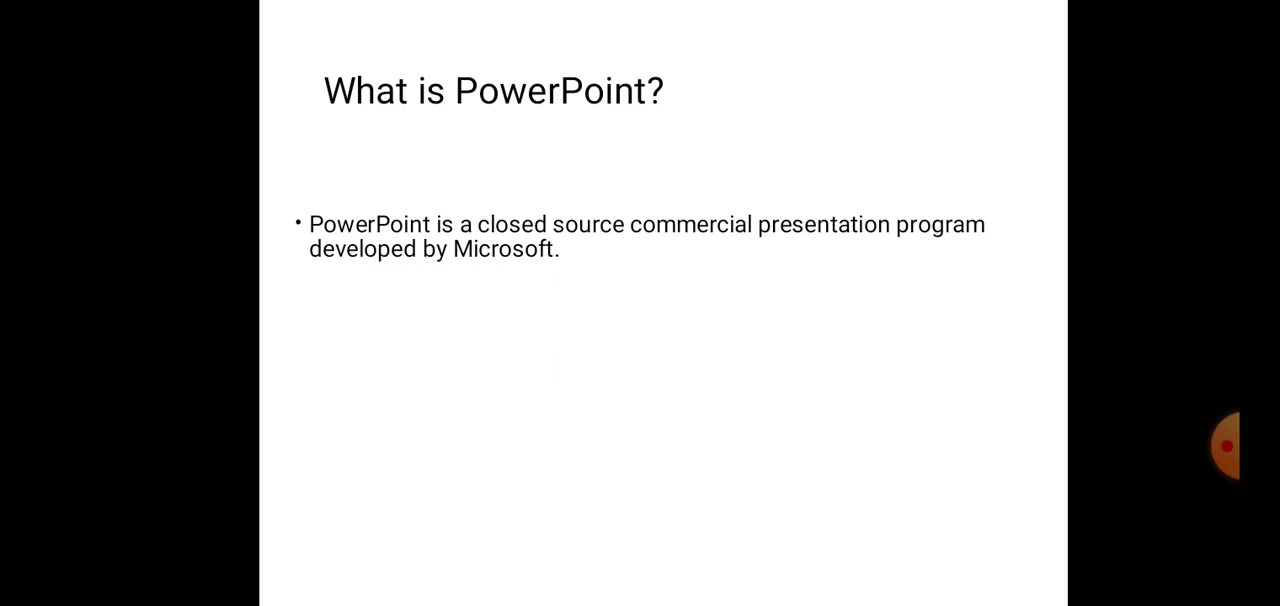 What is PowerPoint?
• PowerPoint is a closed source commercial presentation program
developed by Microsoft.